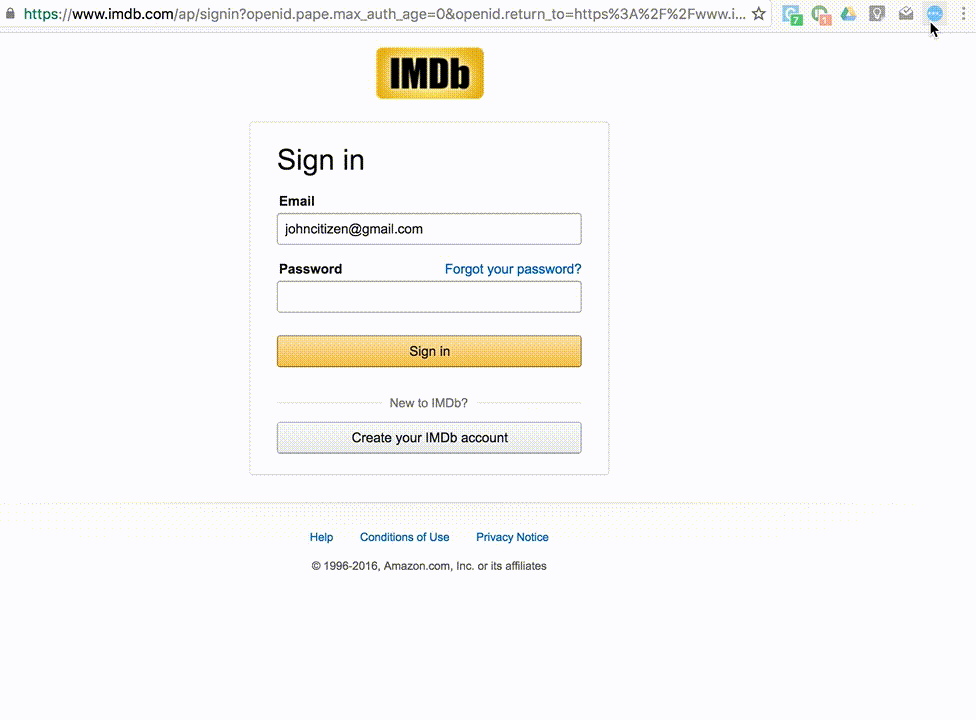 https://www.imdb.com/ap/signin?openid.pape.max_auth_age=0&openid.return_to=https%3A%2F%2Fwww.i...
7
1
IMDb
Sign in
Email
johncitizen@gmail.com
Password Forgot your password?
Sign in
New to IMDb?
Create your IMDb account
Help Conditions of Use Privacy Notice
© 1996-2016, Amazon.com, Inc. or its affiliates